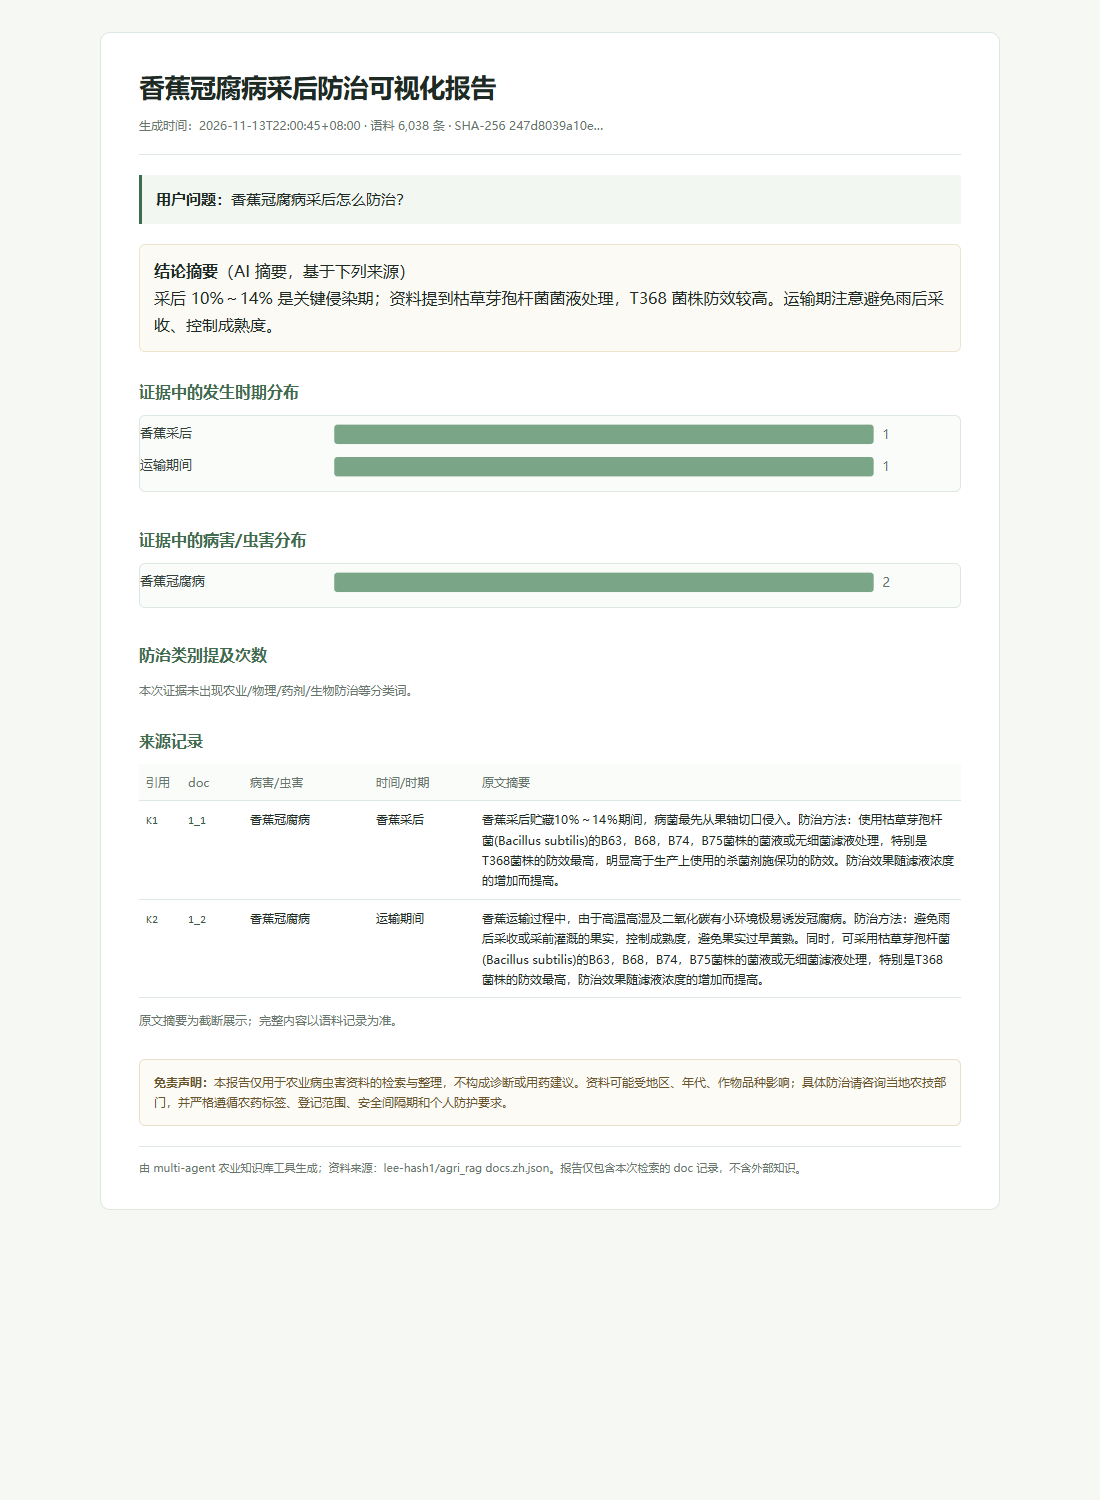 香蕉冠腐病采后防治可视化报告
生成时间：2026-11-13T22:00:45+08:00 · 语料 6,038 条 · SHA-256 247d8039a10e...
用户问题：香蕉冠腐病采后怎么防治？
结论摘要（AI 摘要，基于下列来源）
采后 10%～14% 是关键侵染期；资料提到枯草芽孢杆菌菌液处理，T368 菌株防效较高。运输期注意避免雨后采
收、控制成熟度。
证据中的发生时期分布
香蕉采后 1
运输期间 1
证据中的病害/虫害分布
香蕉冠腐病 2
防治类别提及次数
本次证据未出现农业/物理/药剂/生物防治等分类词。
来源记录
引用 doc 病害/虫害 时间/时期 原文摘要
K1 1_1 香蕉冠腐病 香蕉采后 香蕉采后贮藏10%～14%期间，病菌最先从果轴切口侵入。防治方法：使用枯草芽孢杆
菌(Bacillus subtilis)的B63，B68，B74，B75菌株的菌液或无细菌滤液处理，特别是
T368菌株的防效最高，明显高于生产上使用的杀菌剂施保功的防效。防治效果随滤液浓度
的增加而提高。
K2 1_2 香蕉冠腐病 运输期间 香蕉运输过程中，由于高温高湿及二氧化碳有小环境极易诱发冠腐病。防治方法：避免雨
后采收或采前灌溉的果实，控制成熟度，避免果实过早黄熟。同时，可采用枯草芽孢杆菌
(Bacillus subtilis)的B63，B68，B74，B75菌株的菌液或无细菌滤液处理，特别是T368
菌株的防效最高，防治效果随滤液浓度的增加而提高。
原文摘要为截断展示；完整内容以语料记录为准。
免责声明：本报告仅用于农业病虫害资料的检索与整理，不构成诊断或用药建议。资料可能受地区、年代、作物品种影响；具体防治请咨询当地农技部
门，并严格遵循农药标签、登记范围、安全间隔期和个人防护要求。
由 multi-agent 农业知识库工具生成；资料来源：lee-hash1/agri_rag docs.zh.json。报告仅包含本次检索的 doc 记录，不含外部知识。